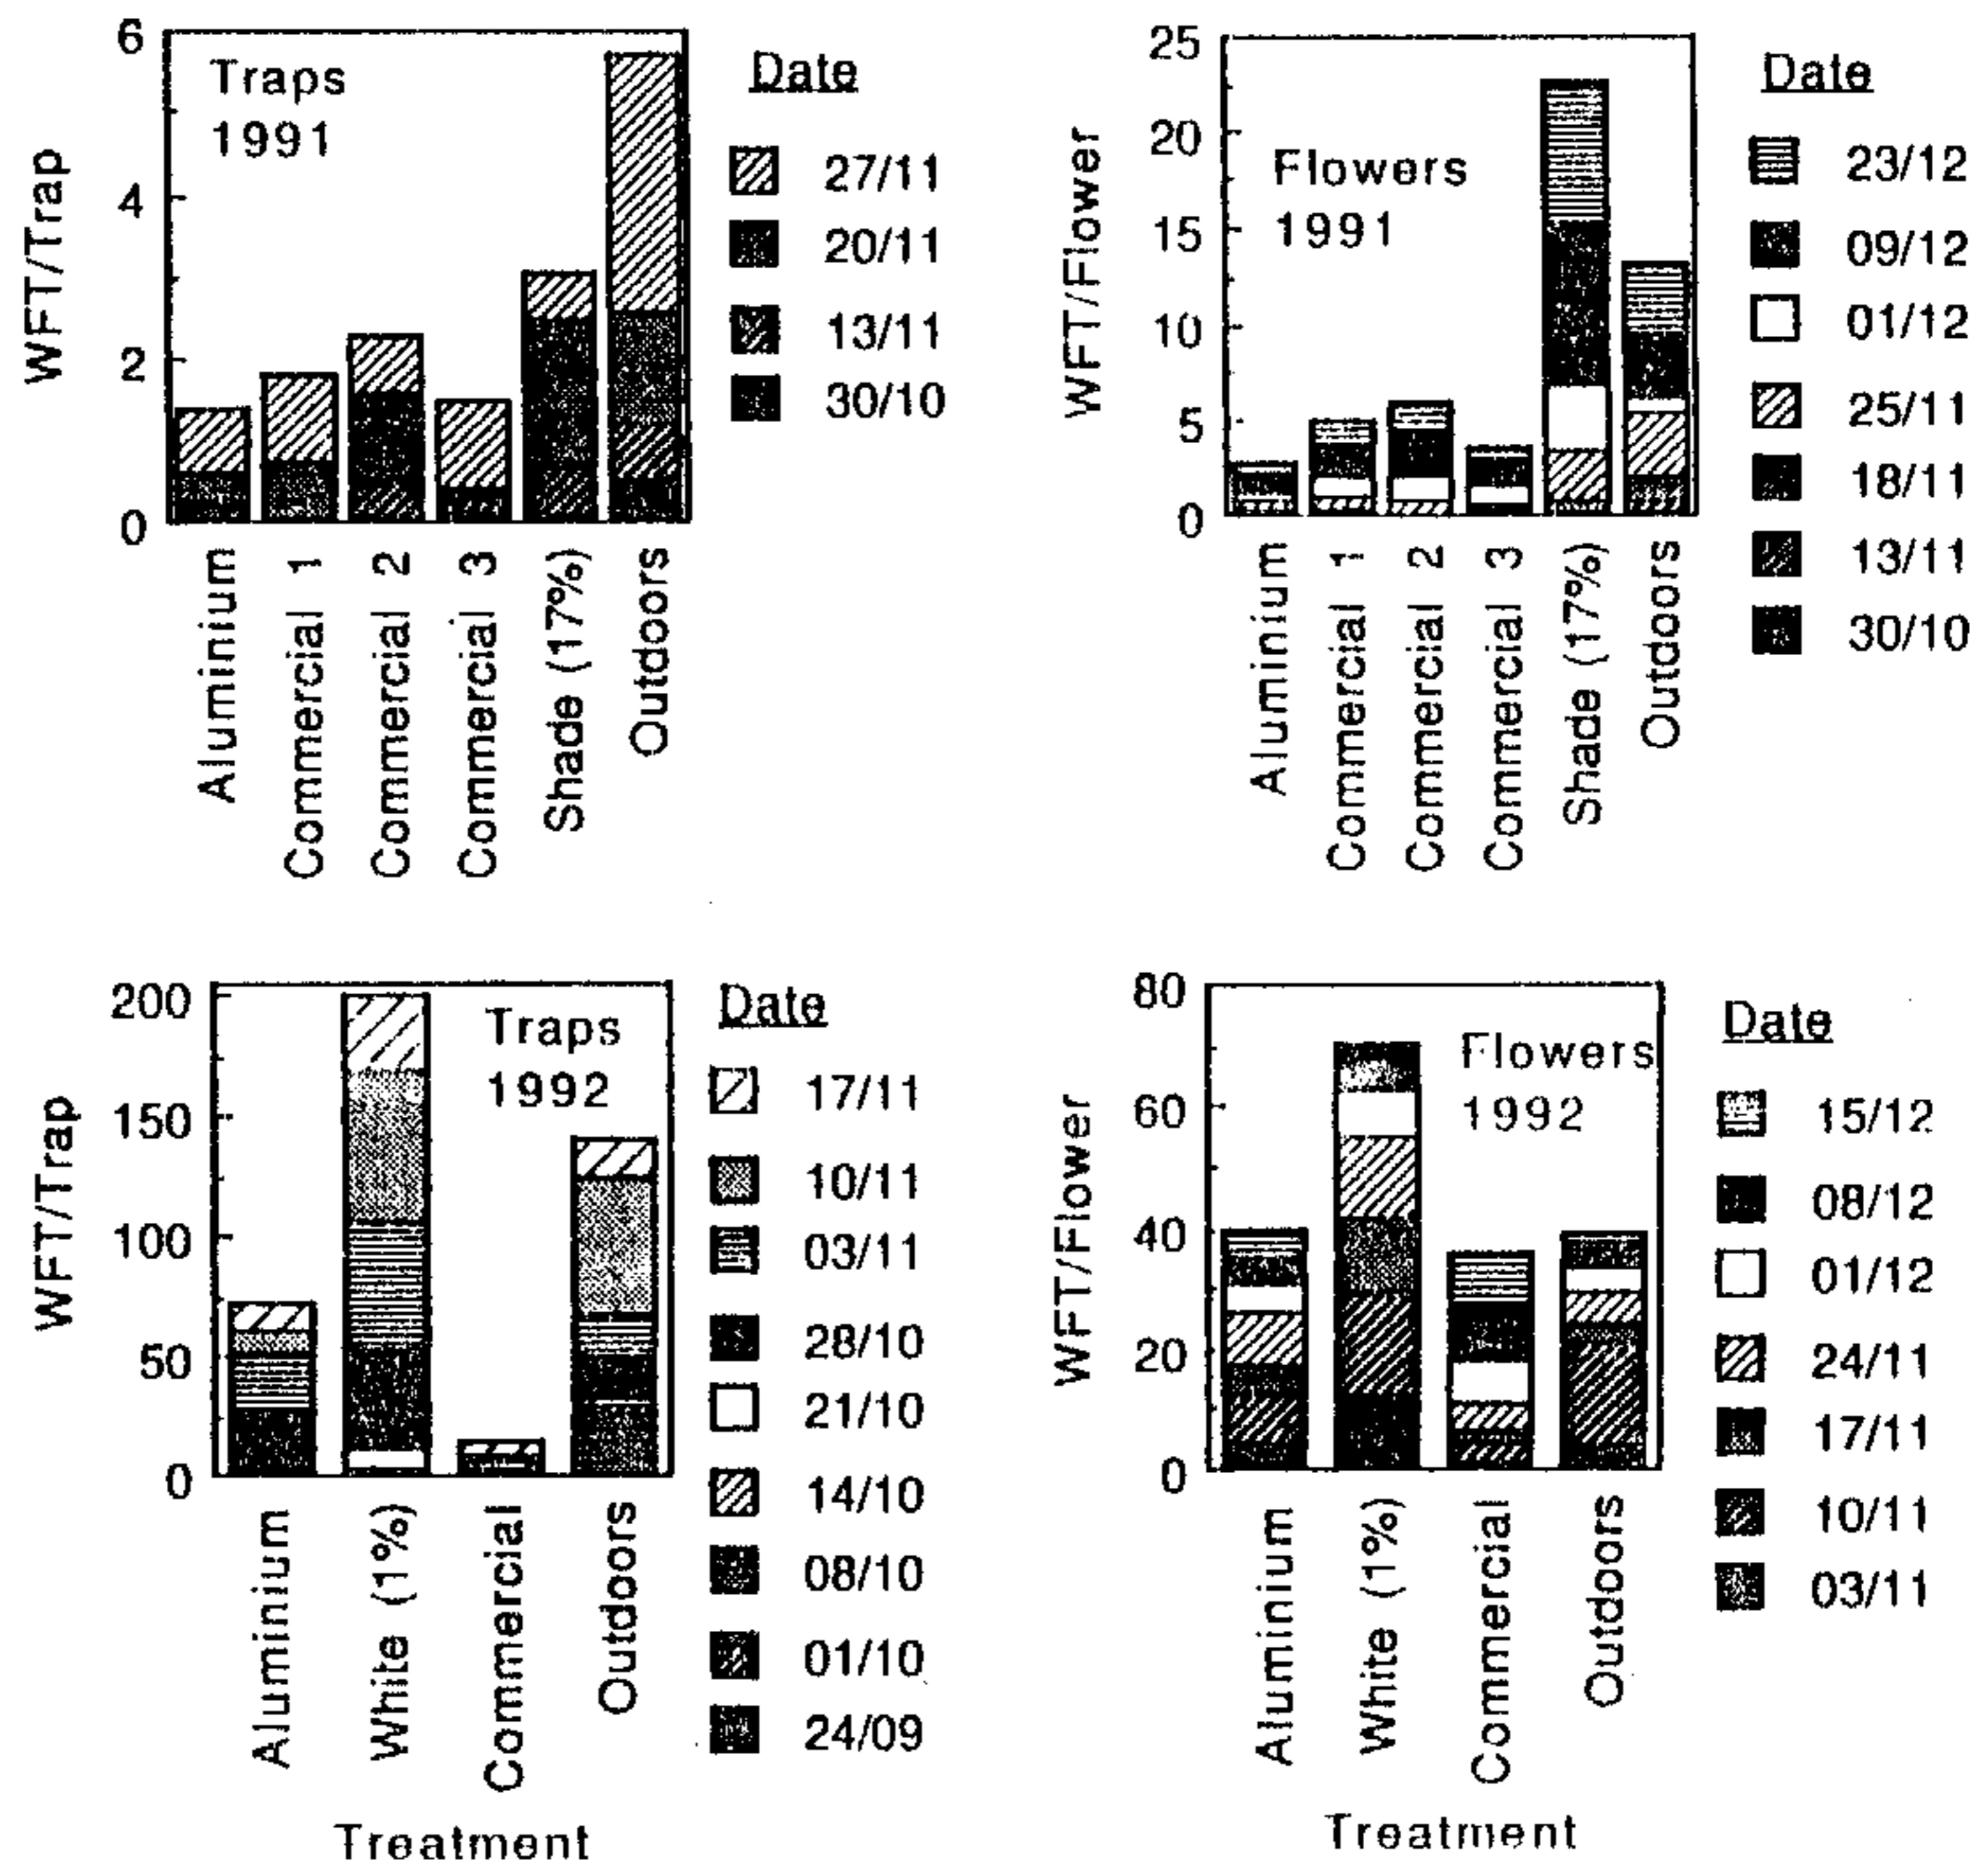 Traps
1991
WFT/Trap
6
4
2
0
Aluminium
Commercial 1
Commercial 2
Commercial 3
Shade (17%)
Outdoors
Date
27/11
20/11
13/11
30/10
Flowers
1991
WFT/Flower
25
20
15
10
5
0
Aluminium
Commercial 1
Commercial 2
Commercial 3
Shade (17%)
Outdoors
Date
23/12
09/12
01/12
25/11
18/11
13/11
30/10
Traps
1992
WFT/Trap
200
150
100
50
0
Aluminium
White (1%)
Commercial
Outdoors
Treatment
Date
17/11
10/11
03/11
28/10
21/10
14/10
08/10
01/10
24/09
Flowers
1992
WFT/Flower
80
60
40
20
0
Aluminium
White (1%)
Commercial
Outdoors
Treatment
Date
15/12
08/12
01/12
24/11
17/11
10/11
03/11